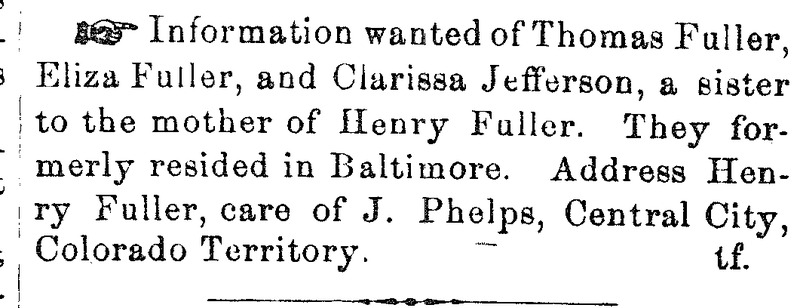 ☞ Information wanted of Thomas Fuller,
Eliza Fuller, and Clarissa Jefferson, a sister
to the mother of Henry Fuller. They for-
merly resided in Baltimore. Address Hen-
ry Fuller, care of J. Phelps, Central City,
Colorado Territory. tf.